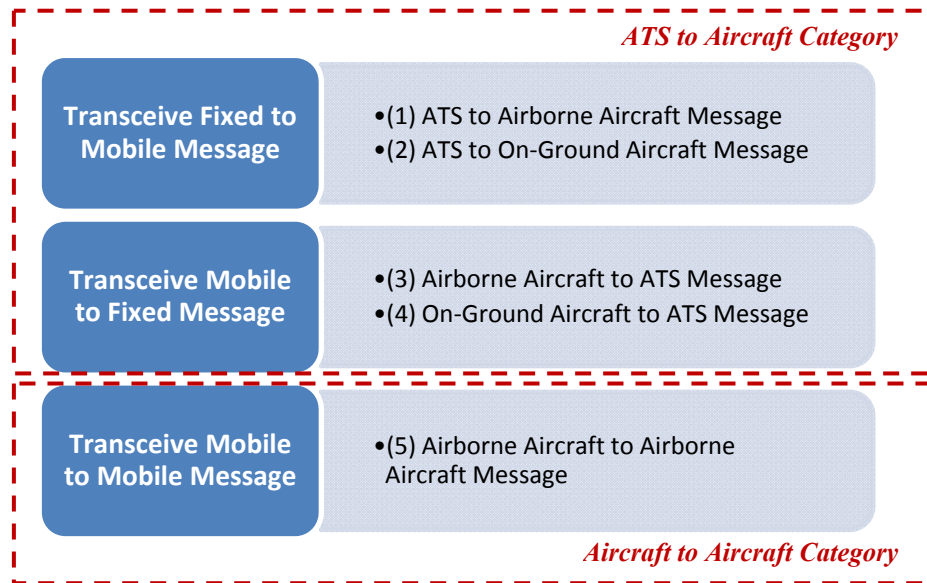 ATS to Aircraft Category
Transceive Fixed to
Mobile Message
•(1) ATS to Airborne Aircraft Message
•(2) ATS to On-Ground Aircraft Message
Transceive Mobile
to Fixed Message
•(3) Airborne Aircraft to ATS Message
•(4) On-Ground Aircraft to ATS Message
Transceive Mobile
to Mobile Message
•(5) Airborne Aircraft to Airborne
Aircraft Message
Aircraft to Aircraft Category